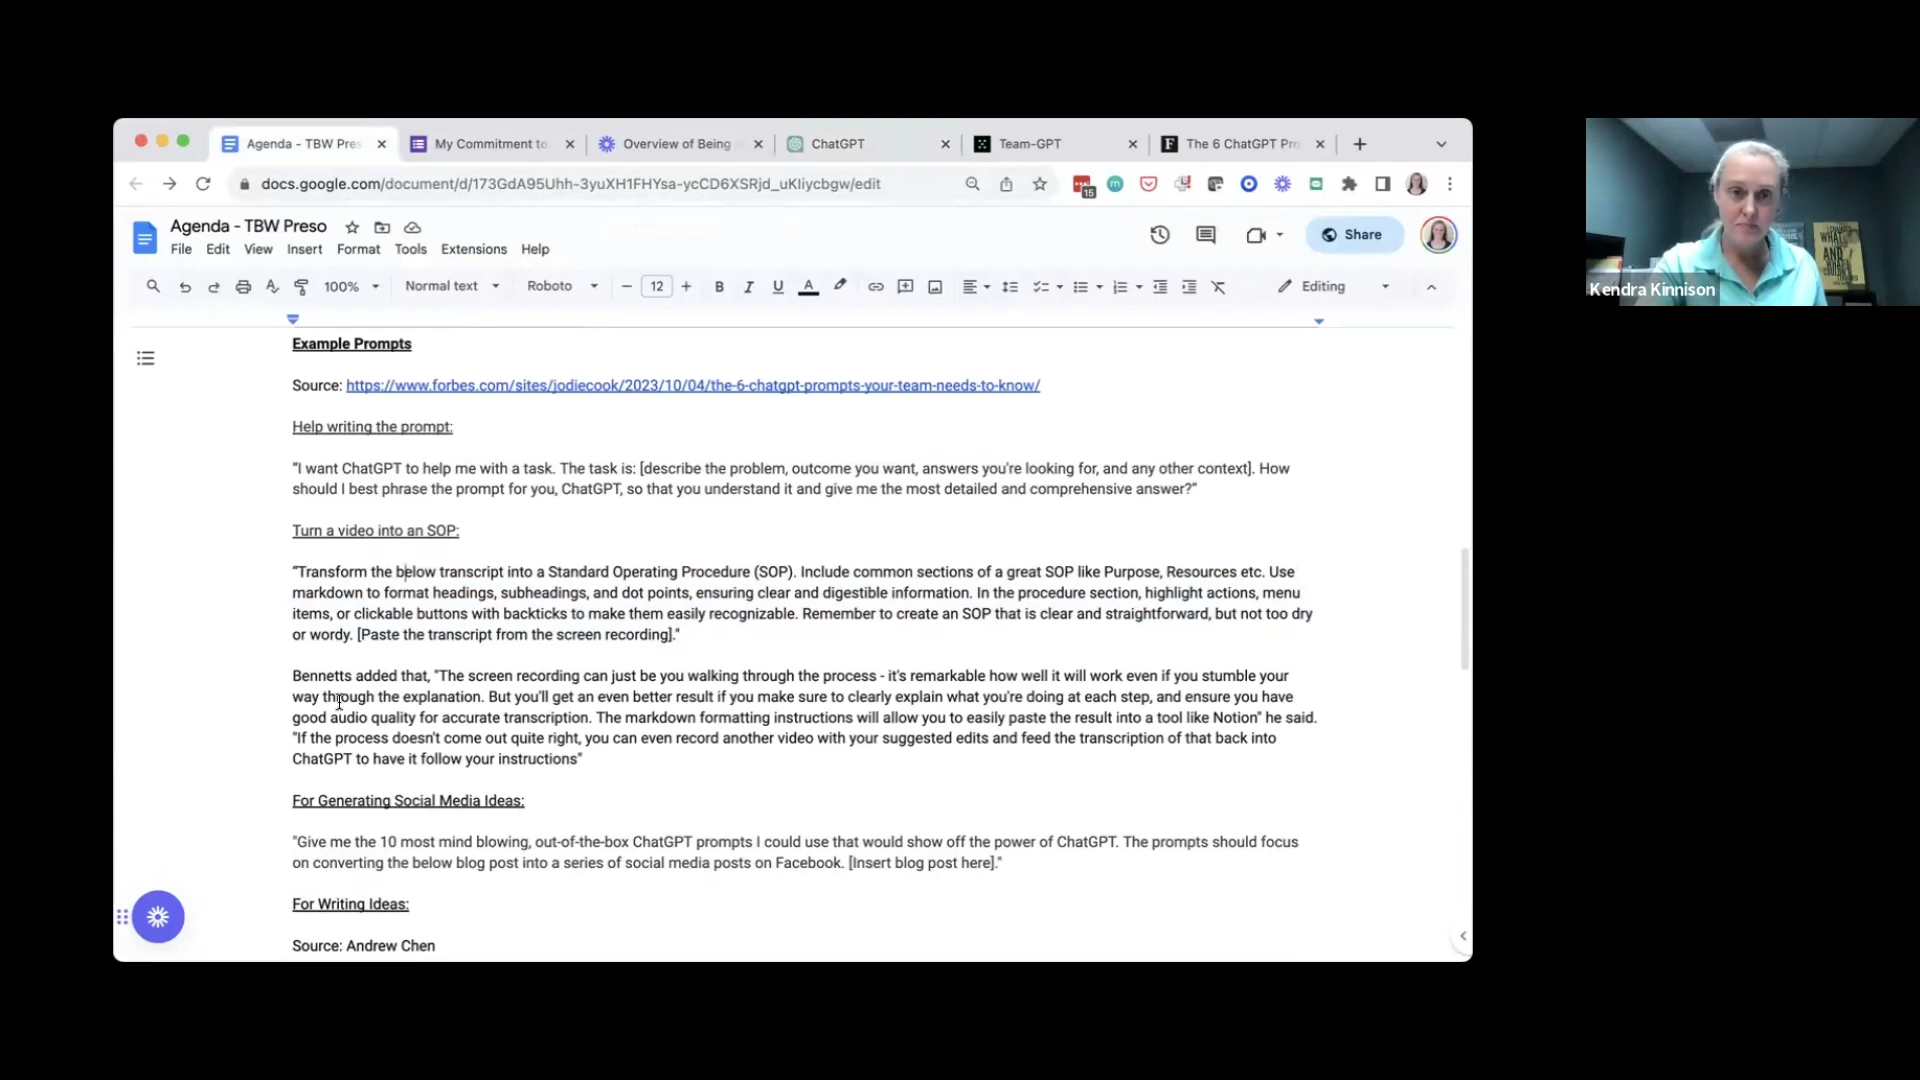 Agenda - TBW Pres
My Commitment to
Overview of Being
ChatGPT
Team-GPT
The 6 ChatGPT Pro
docs.google.com/document/d/173GdA95Uhh-3yuXH1FHYsa-ycCD6XSRjd_uKIiycbgw/edit
15
Agenda - TBW Preso
File Edit View Insert Format Tools Extensions Help
Share
100% Normal text Roboto 12 B I U A Editing
Example Prompts
Source: https://www.forbes.com/sites/jodiecook/2023/10/04/the-6-chatgpt-prompts-your-team-needs-to-know/
Help writing the prompt:
"I want ChatGPT to help me with a task. The task is: [describe the problem, outcome you want, answers you're looking for, and any other context]. How
should I best phrase the prompt for you, ChatGPT, so that you understand it and give me the most detailed and comprehensive answer?"
Turn a video into an SOP:
"Transform the below transcript into a Standard Operating Procedure (SOP). Include common sections of a great SOP like Purpose, Resources etc. Use
markdown to format headings, subheadings, and dot points, ensuring clear and digestible information. In the procedure section, highlight actions, menu
items, or clickable buttons with backticks to make them easily recognizable. Remember to create an SOP that is clear and straightforward, but not too dry
or wordy. [Paste the transcript from the screen recording]."
Bennetts added that, "The screen recording can just be you walking through the process - it's remarkable how well it will work even if you stumble your
way through the explanation. But you'll get an even better result if you make sure to clearly explain what you're doing at each step, and ensure you have
good audio quality for accurate transcription. The markdown formatting instructions will allow you to easily paste the result into a tool like Notion" he said.
"If the process doesn't come out quite right, you can even record another video with your suggested edits and feed the transcription of that back into
ChatGPT to have it follow your instructions"
For Generating Social Media Ideas:
"Give me the 10 most mind blowing, out-of-the-box ChatGPT prompts I could use that would show off the power of ChatGPT. The prompts should focus
on converting the below blog post into a series of social media posts on Facebook. [Insert blog post here]."
For Writing Ideas:
Source: Andrew Chen
WHAT
AND
Kendra Kinnison